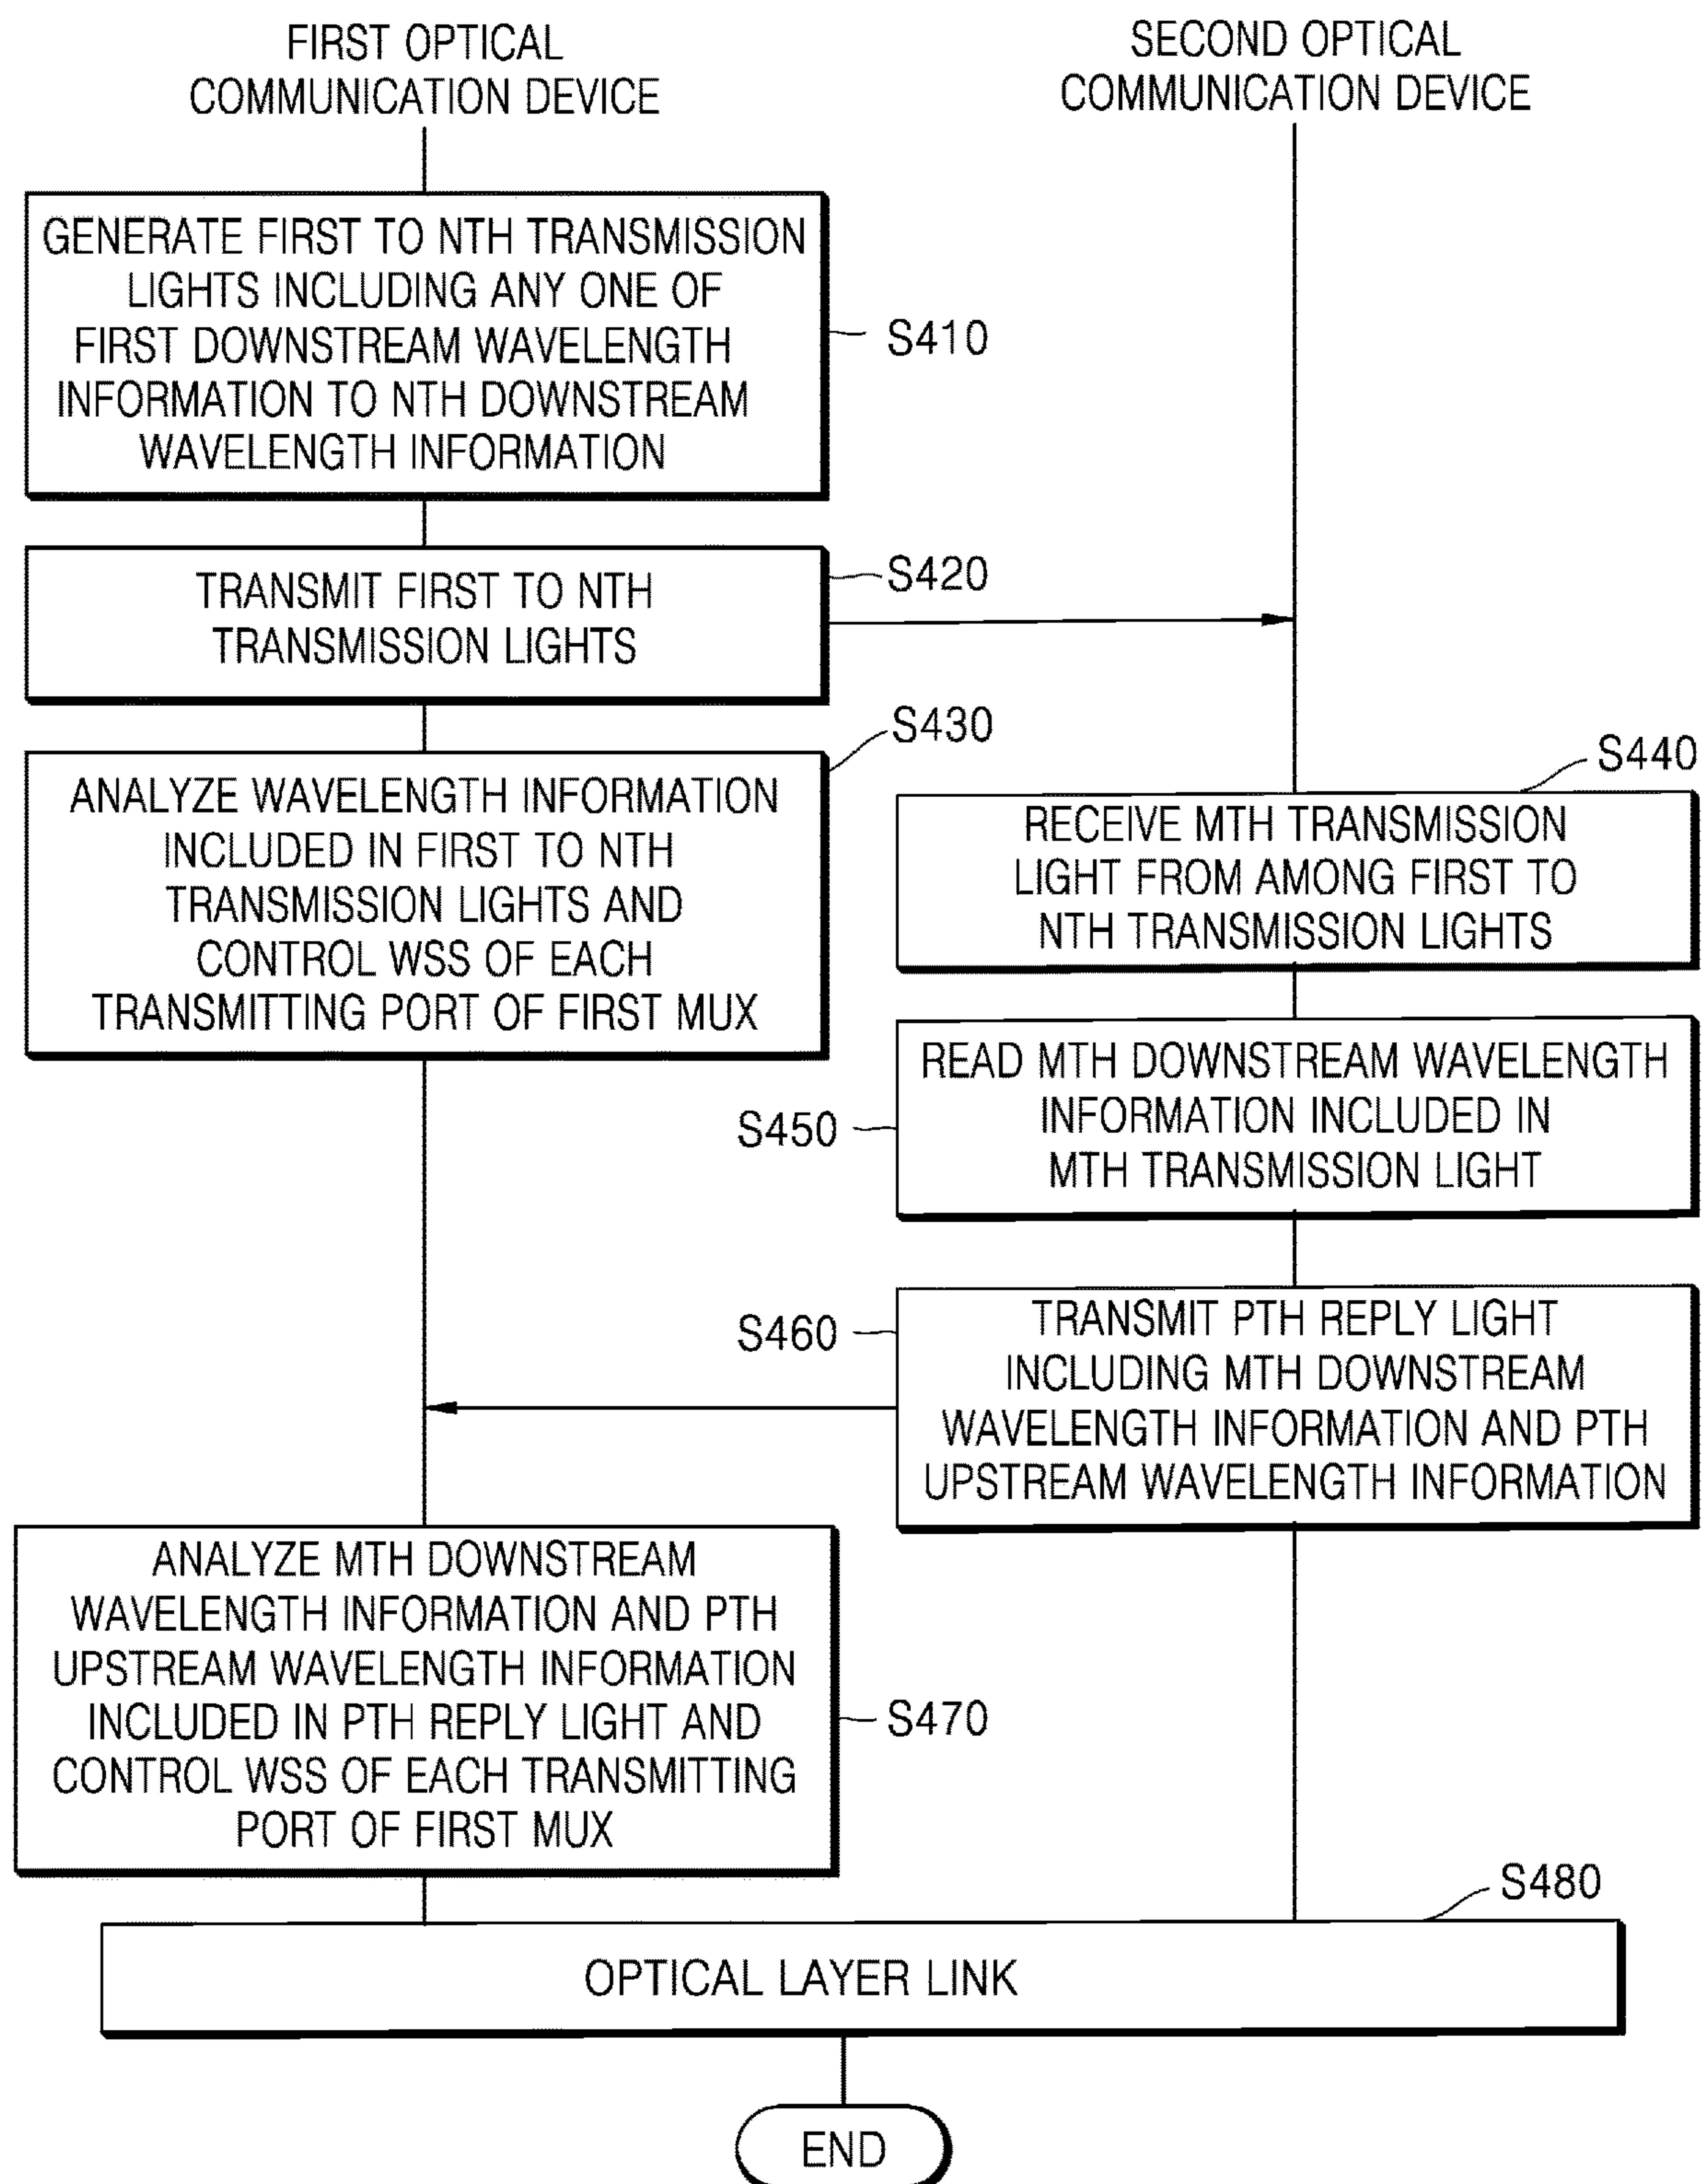 FIRST OPTICAL
COMMUNICATION DEVICE
SECOND OPTICAL
COMMUNICATION DEVICE
GENERATE FIRST TO NTH TRANSMISSION
LIGHTS INCLUDING ANY ONE OF
FIRST DOWNSTREAM WAVELENGTH
INFORMATION TO NTH DOWNSTREAM
WAVELENGTH INFORMATION
S410
TRANSMIT FIRST TO NTH
TRANSMISSION LIGHTS
S420
ANALYZE WAVELENGTH INFORMATION
INCLUDED IN FIRST TO NTH
TRANSMISSION LIGHTS AND
CONTROL WSS OF EACH
TRANSMITTING PORT OF FIRST MUX
S430
S440
RECEIVE MTH TRANSMISSION
LIGHT FROM AMONG FIRST TO
NTH TRANSMISSION LIGHTS
S450
READ MTH DOWNSTREAM WAVELENGTH
INFORMATION INCLUDED IN
MTH TRANSMISSION LIGHT
S460
TRANSMIT PTH REPLY LIGHT
INCLUDING MTH DOWNSTREAM
WAVELENGTH INFORMATION AND PTH
UPSTREAM WAVELENGTH INFORMATION
ANALYZE MTH DOWNSTREAM
WAVELENGTH INFORMATION AND PTH
UPSTREAM WAVELENGTH INFORMATION
INCLUDED IN PTH REPLY LIGHT AND
CONTROL WSS OF EACH TRANSMITTING
PORT OF FIRST MUX
S470
S480
OPTICAL LAYER LINK
END